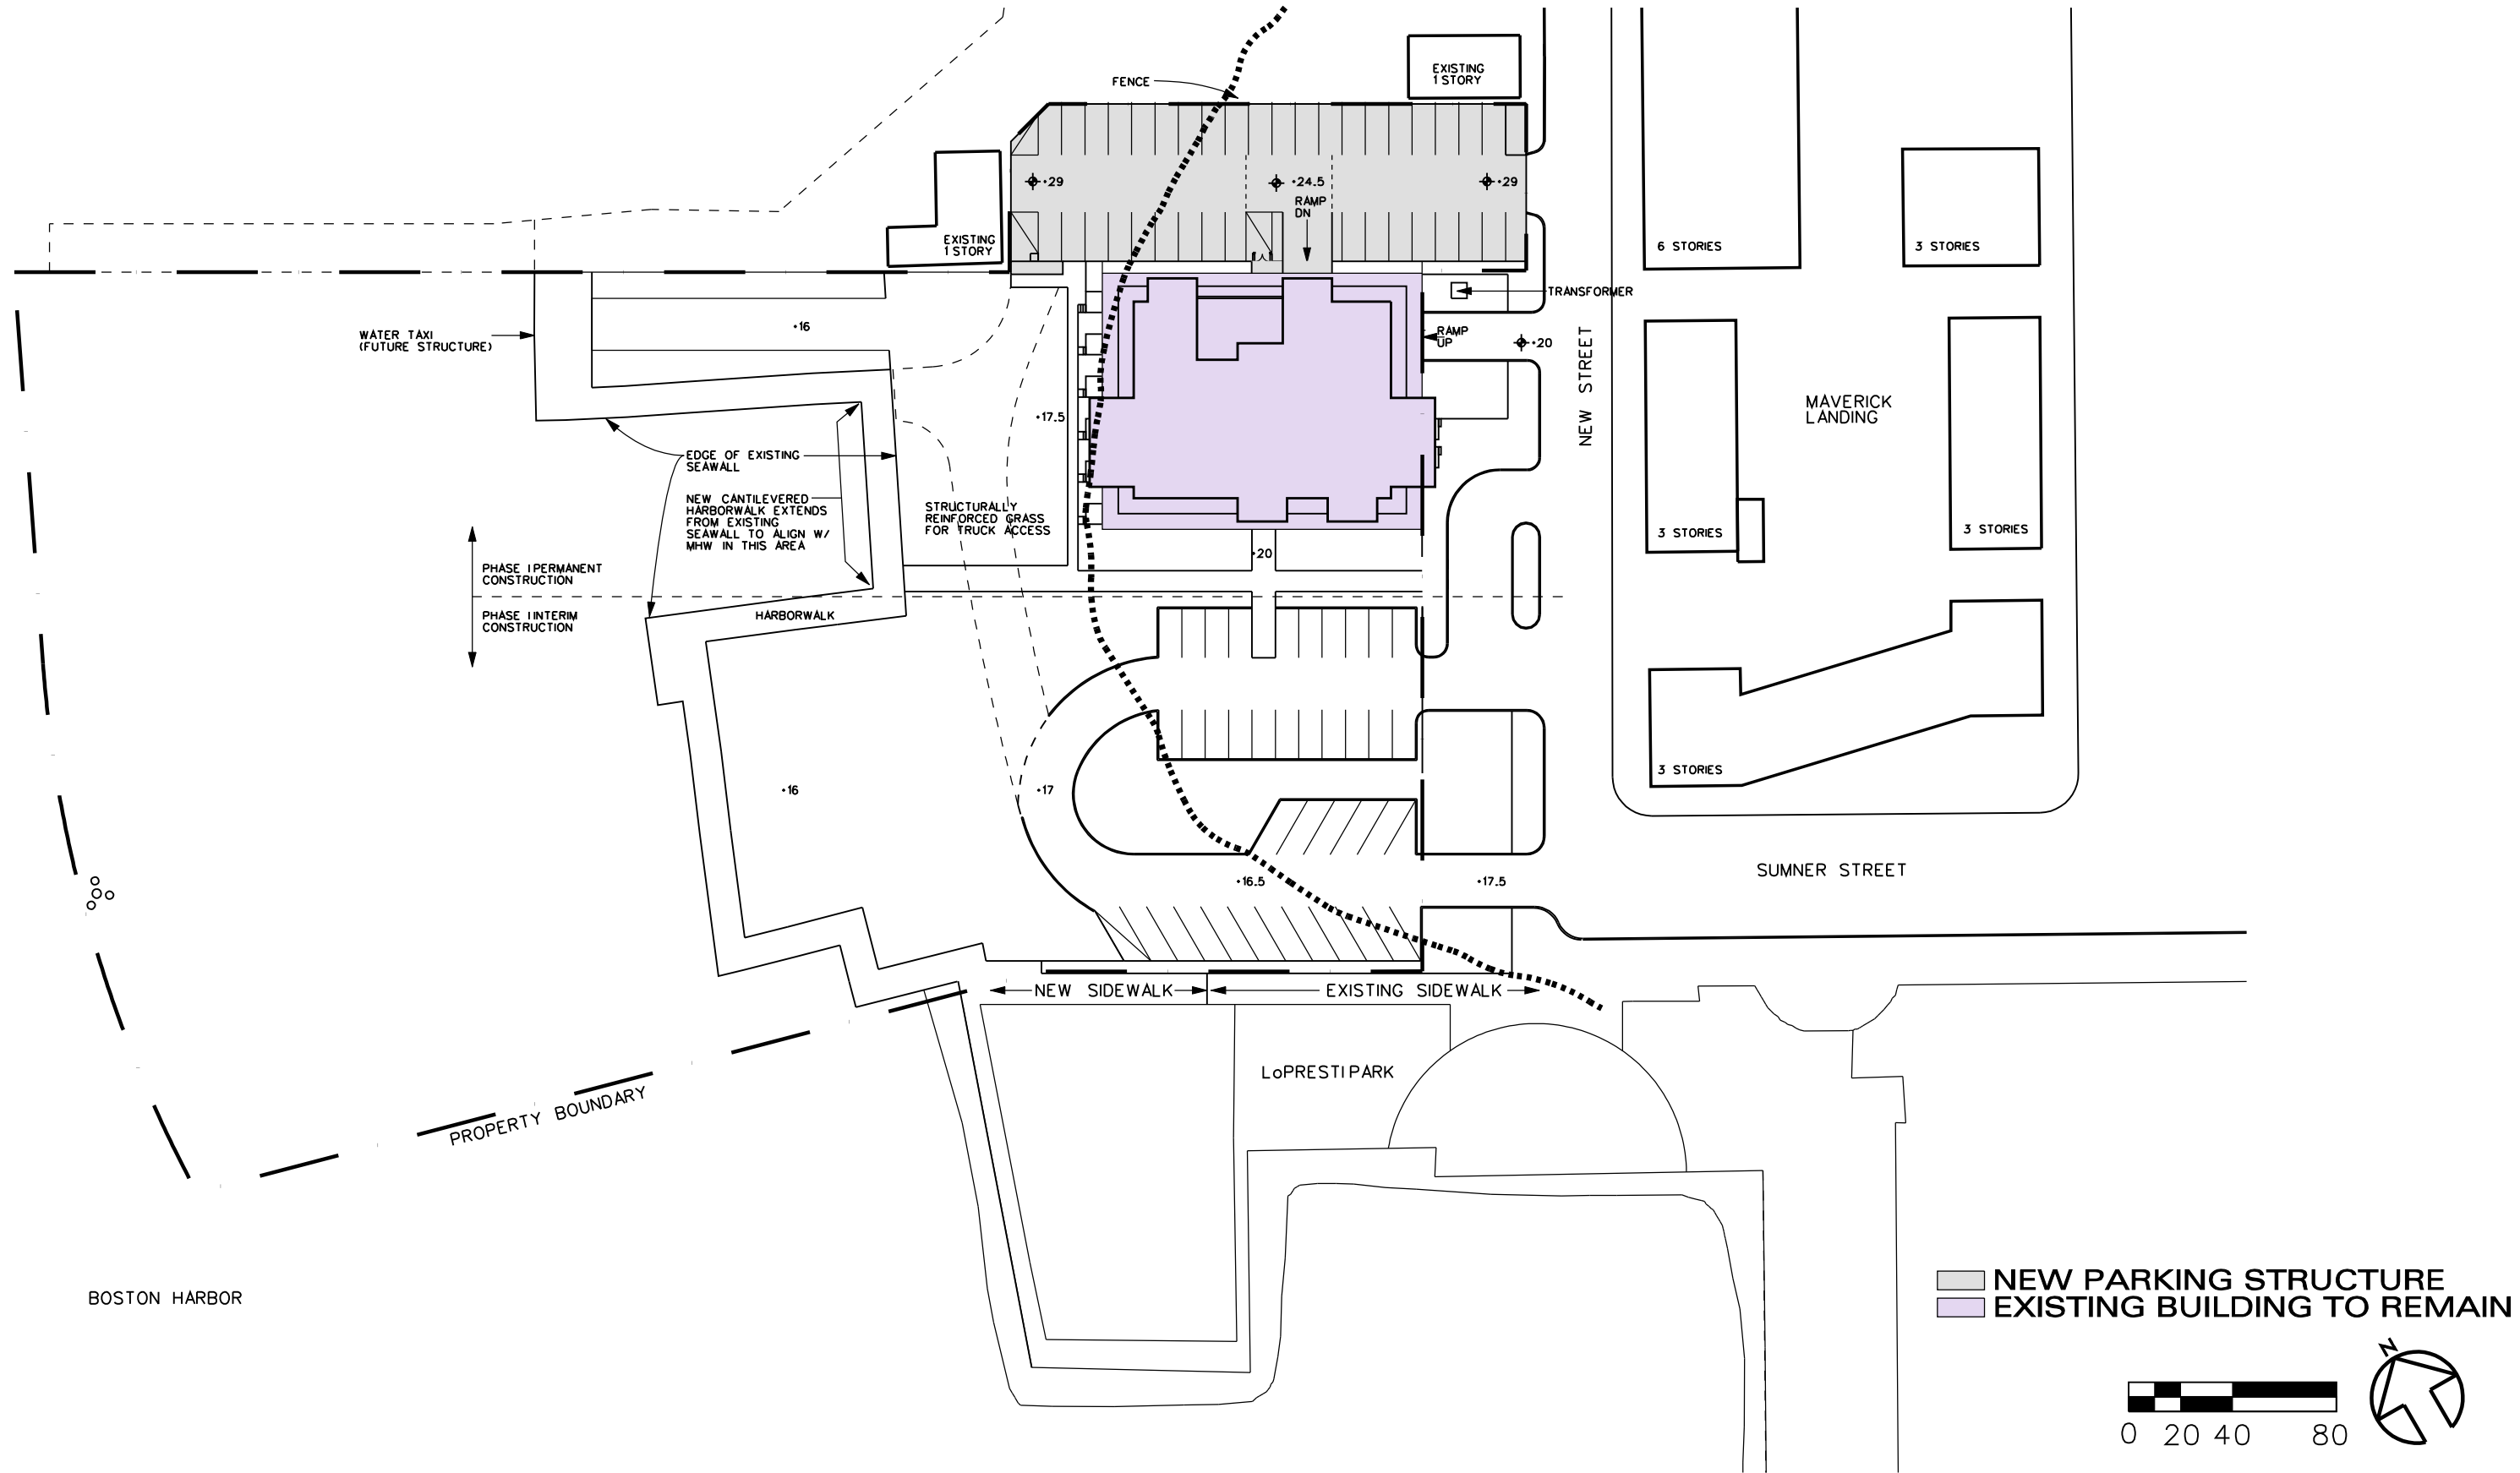 EXISTING
1 STORY
FENCE
+29
+24.5
+29
RAMP
DN
EXISTING
1 STORY
6 STORIES
3 STORIES
TRANSFORMER
WATER TAXI
(FUTURE STRUCTURE)
+16
RAMP
UP
+20
NEW STREET
+17.5
MAVERICK
LANDING
EDGE OF EXISTING
SEAWALL
NEW CANTILEVERED
HARBORWALK EXTENDS
FROM EXISTING
SEAWALL TO ALIGN W/
MHW IN THIS AREA
STRUCTURALLY
REINFORCED GRASS
FOR TRUCK ACCESS
3 STORIES
3 STORIES
+20
PHASE I PERMANENT
CONSTRUCTION
PHASE I INTERIM
CONSTRUCTION
HARBORWALK
3 STORIES
+16
+17
+16.5
+17.5
SUMNER STREET
NEW SIDEWALK
EXISTING SIDEWALK
LoPRESTI PARK
PROPERTY BOUNDARY
BOSTON HARBOR
NEW PARKING STRUCTURE
EXISTING BUILDING TO REMAIN
N
0 20 40 80